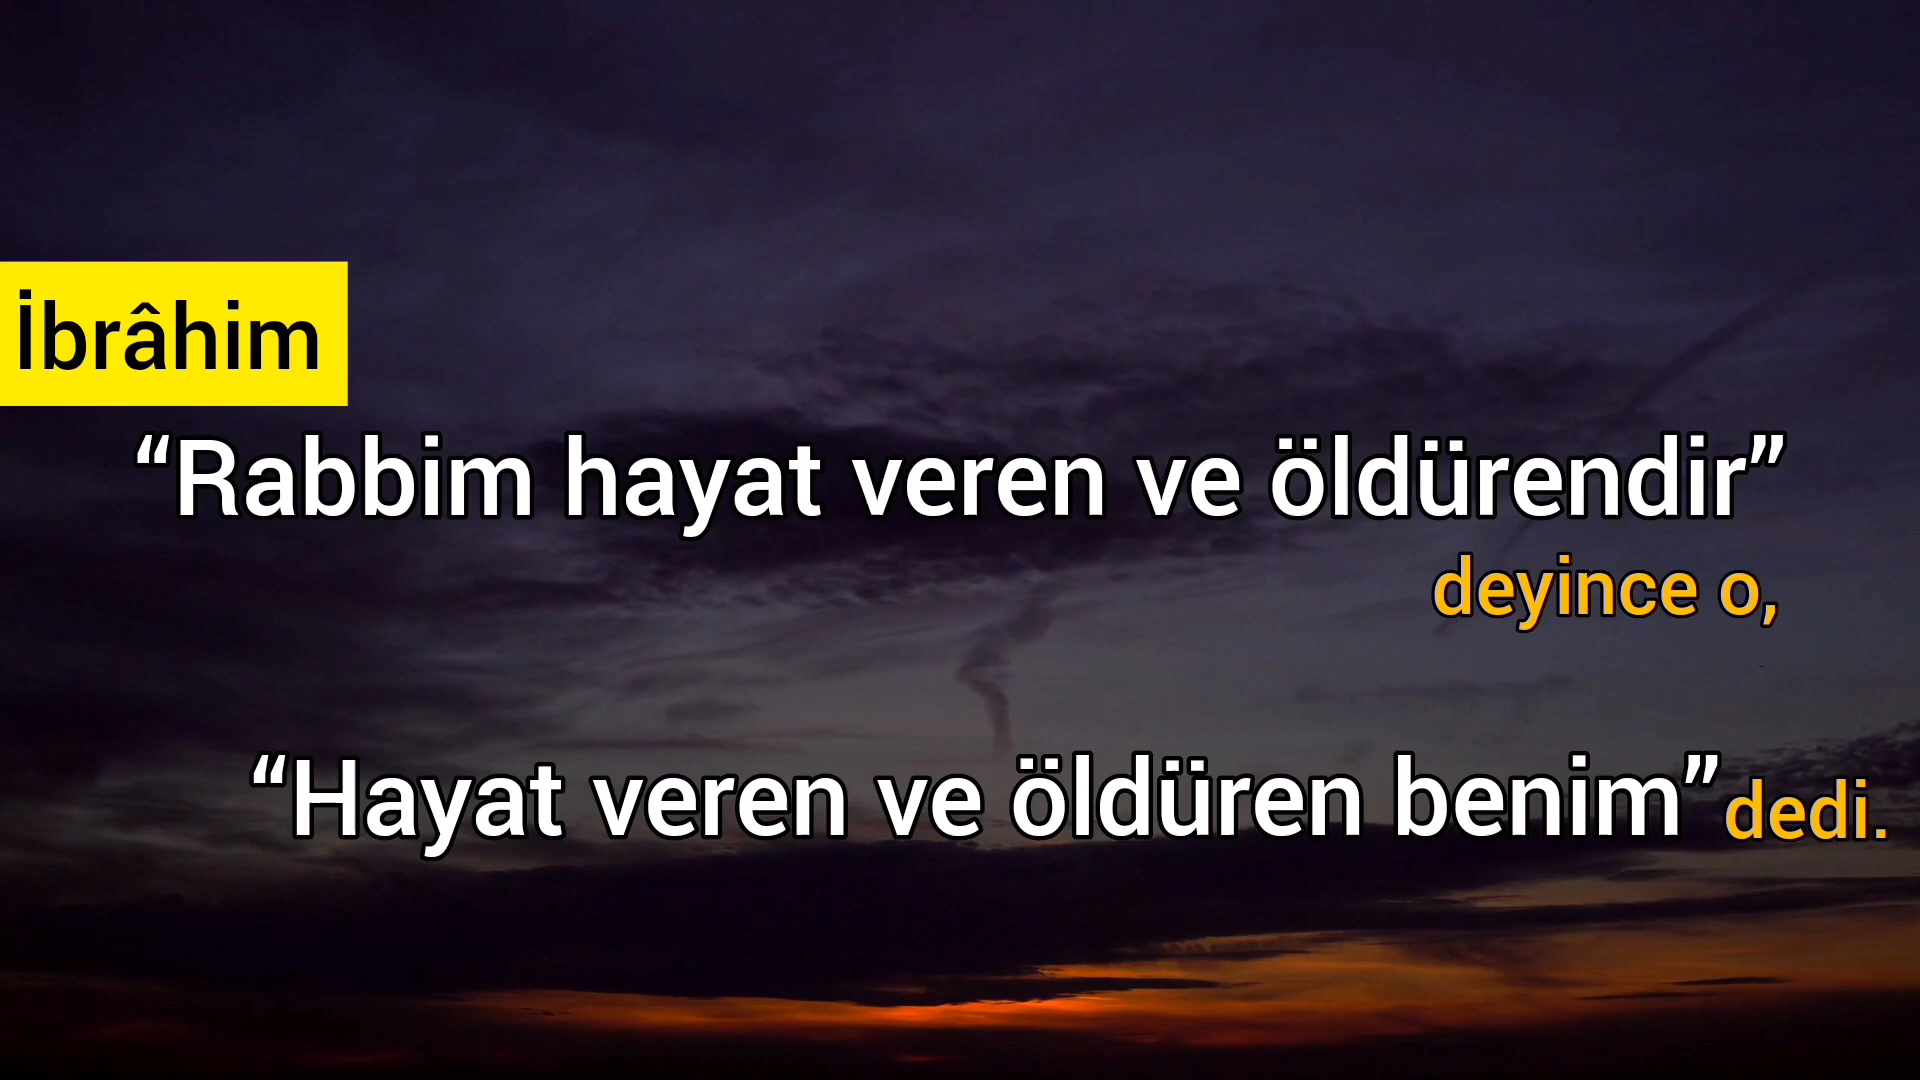 İbrâhim
“Rabbim hayat veren ve öldürendir”
deyince o,
“Hayat veren ve öldüren benim” dedi.